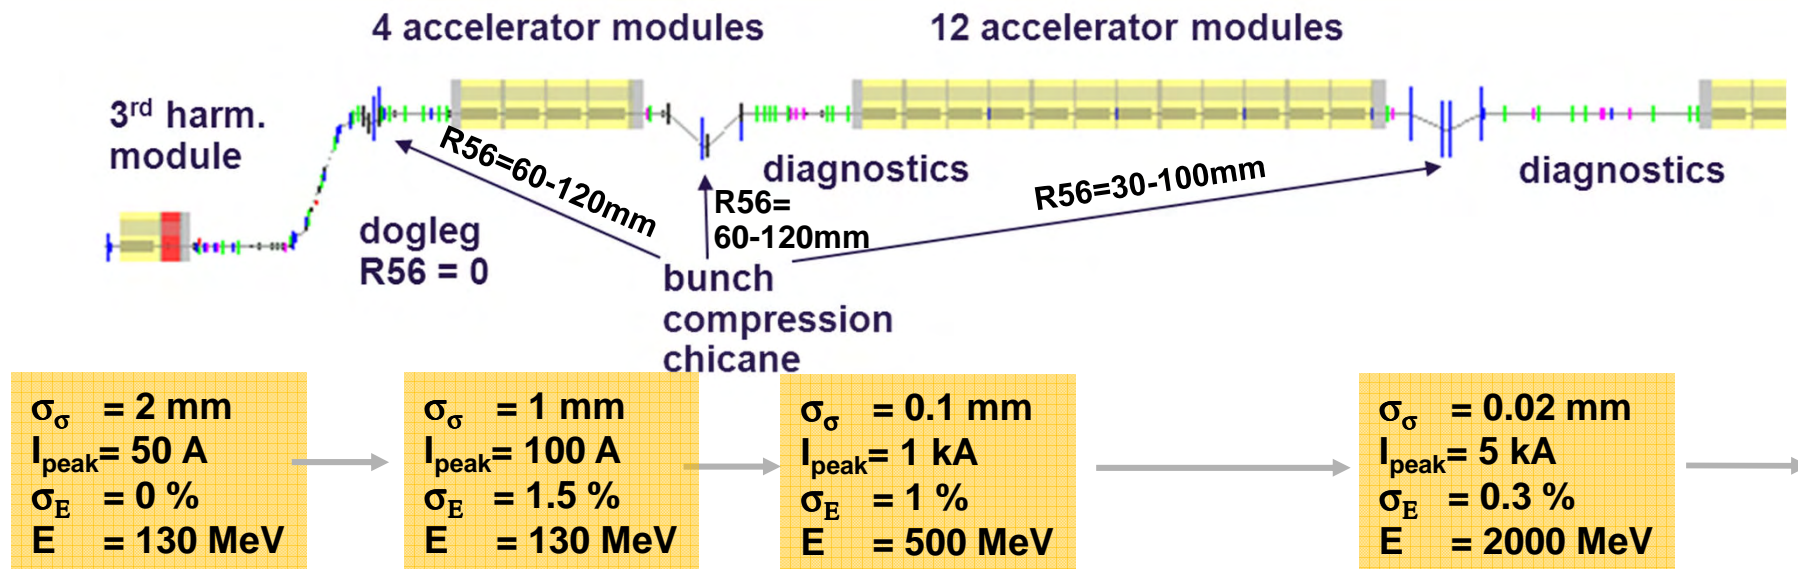 4 accelerator modules
12 accelerator modules
3rd harm.
module
R56=60-120mm
diagnostics
R56=30-100mm
diagnostics
dogleg
R56 = 0
R56=
60-120mm
bunch
compression
chicane
σσ = 2 mm
Ipeak= 50 A
σE = 0 %
E = 130 MeV
σσ = 1 mm
Ipeak= 100 A
σE = 1.5 %
E = 130 MeV
σσ = 0.1 mm
Ipeak= 1 kA
σE = 1 %
E = 500 MeV
σσ = 0.02 mm
Ipeak= 5 kA
σE = 0.3 %
E = 2000 MeV